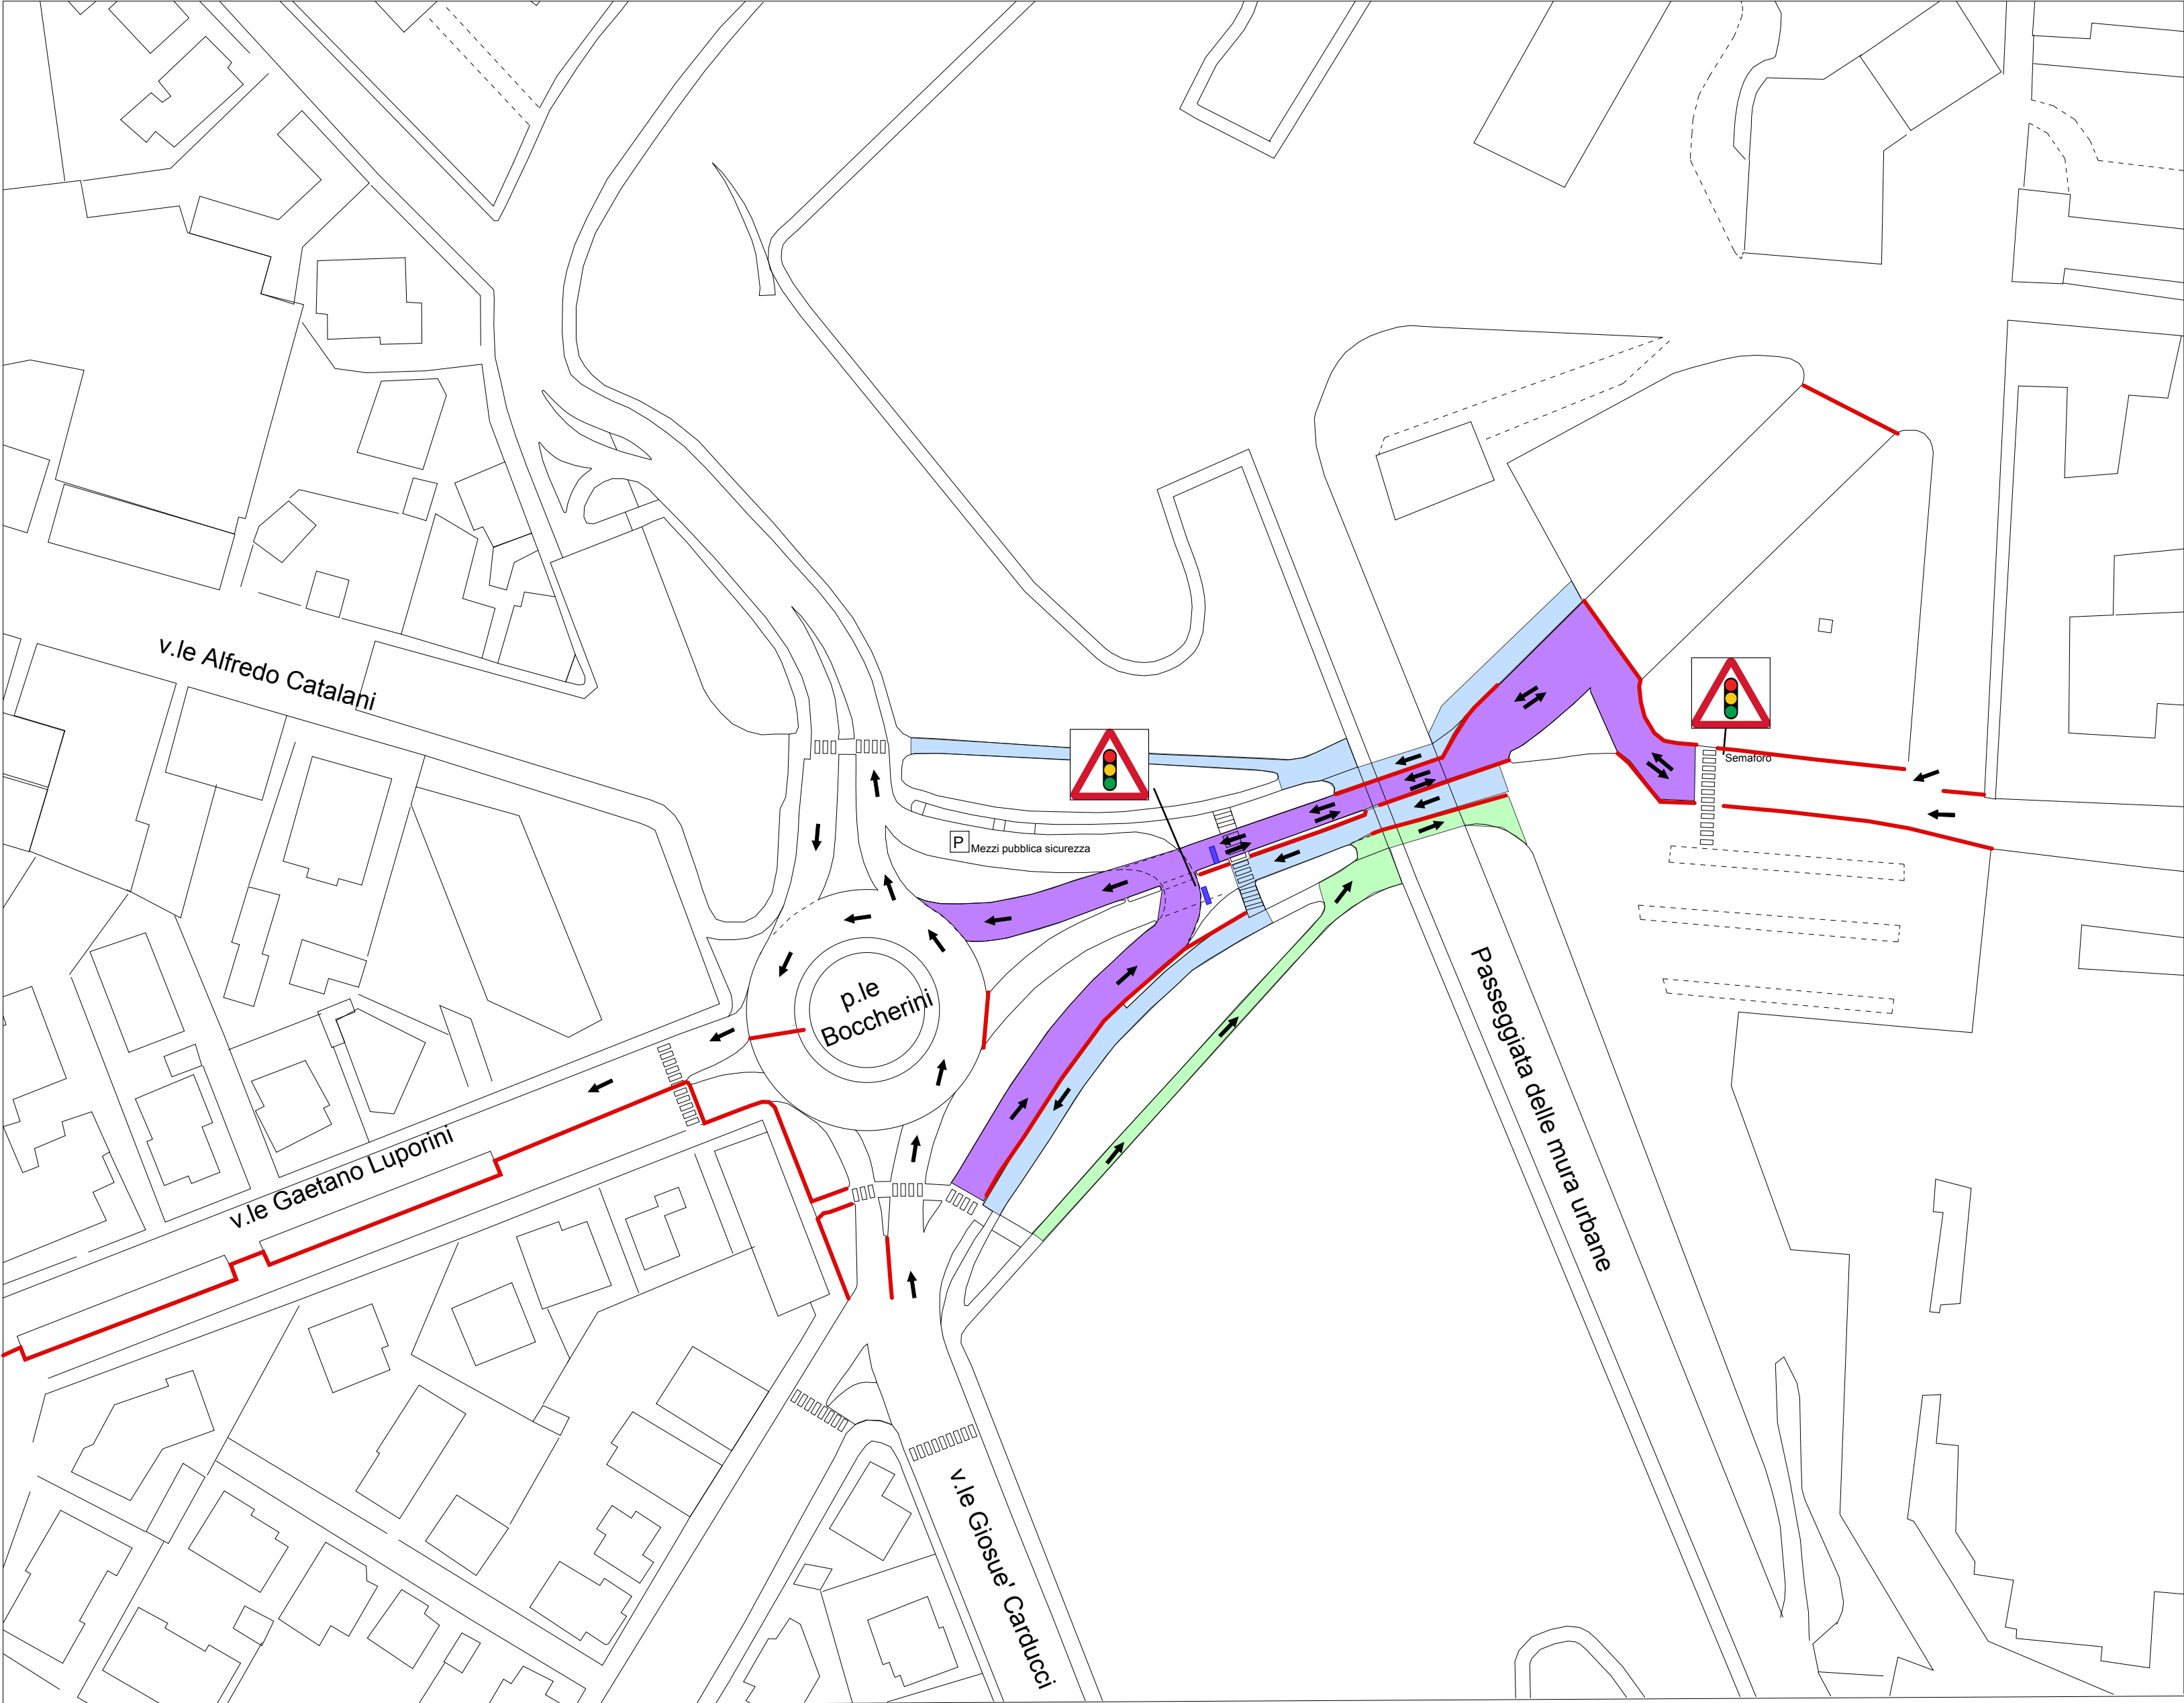 v.le Alfredo Catalani
Semaforo
P Mezzi pubblica sicurezza
p.le
Boccherini
Passeggiata delle mura urbane
v.le Gaetano Luporini
v.le Giosue' Carducci